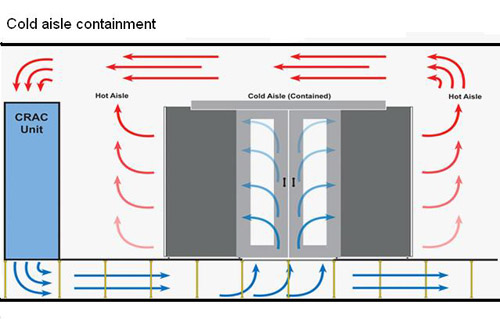 Cold aisle containment
Hot Aisle
Cold Aisle (Contained)
Hot Aisle
CRAC
Unit